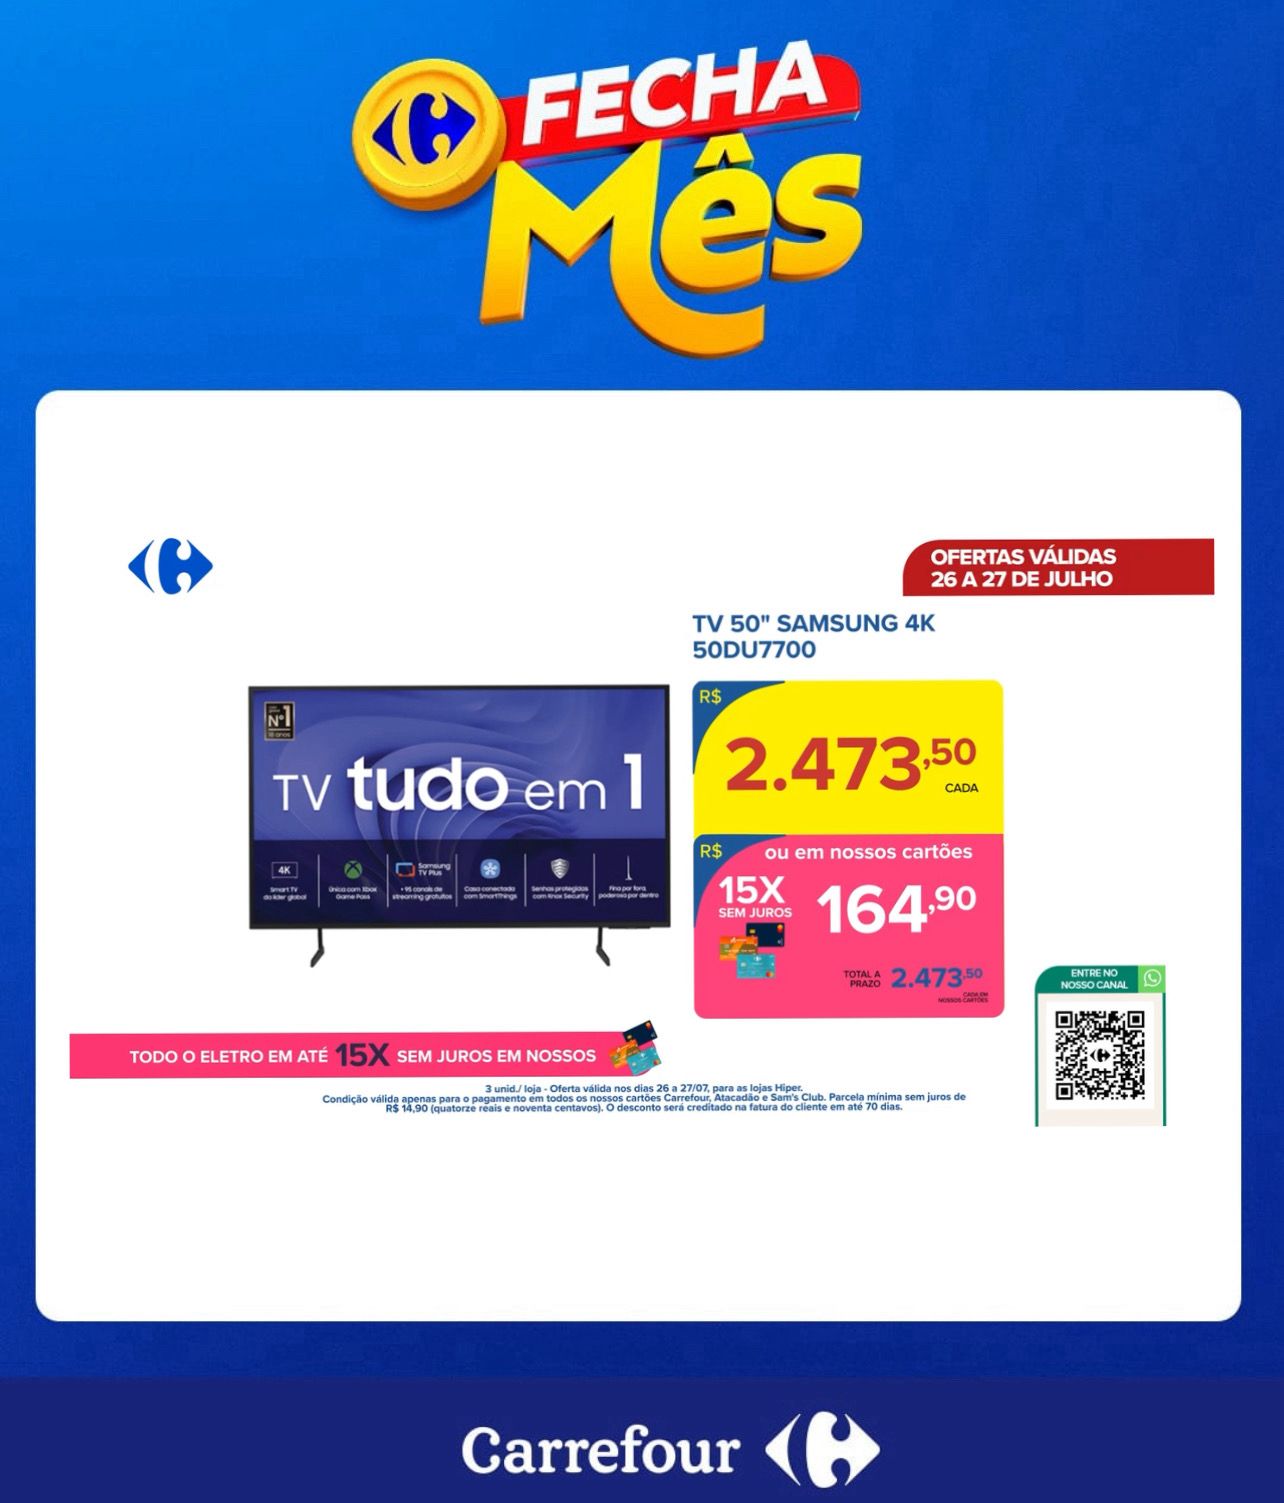 FECHA
Mês
OFERTAS VÁLIDAS
26 A 27 DE JULHO
TV 50" SAMSUNG 4K
50DU7700
Nº1
18 anos
TV tudo em 1
4K
Smart TV
da líder global
Única com Xbox
Game Pass
Samsung
TV Plus
+ 95 canais de
streaming gratuitos
Casa conectada
com SmartThings
Senhas protegidas
com Knox Security
Fina por fora,
poderosa por dentro
R$
2.473,50
CADA
R$ ou em nossos cartões
15X
SEM JUROS
164,90
TOTAL A
PRAZO
2.473,50
CADA EM
NOSSOS CARTÕES
ENTRE NO
NOSSO CANAL
TODO O ELETRO EM ATÉ 15X SEM JUROS EM NOSSOS
3 unid./ loja - Oferta válida nos dias 26 a 27/07, para as lojas Hiper.
Condição válida apenas para o pagamento em todos os nossos cartões Carrefour, Atacadão e Sam's Club. Parcela mínima sem juros de
R$ 14,90 (quatorze reais e noventa centavos). O desconto será creditado na fatura do cliente em até 70 dias.
Carrefour